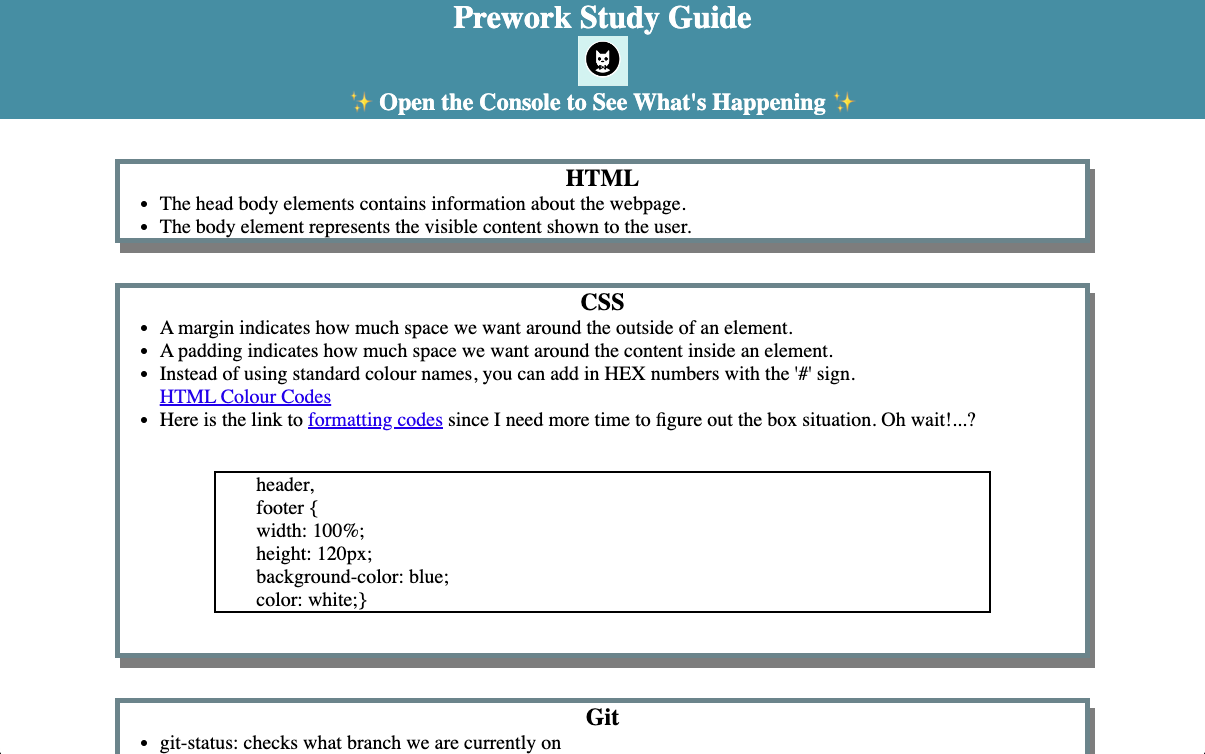 Prework Study Guide
✨ Open the Console to See What's Happening ✨
HTML
• The head body elements contains information about the webpage.
• The body element represents the visible content shown to the user.
CSS
• A margin indicates how much space we want around the outside of an element.
• A padding indicates how much space we want around the content inside an element.
• Instead of using standard colour names, you can add in HEX numbers with the '#' sign.
HTML Colour Codes
• Here is the link to formatting codes since I need more time to figure out the box situation. Oh wait!...?
header,
footer {
width: 100%;
height: 120px;
background-color: blue;
color: white;}
Git
• git-status: checks what branch we are currently on